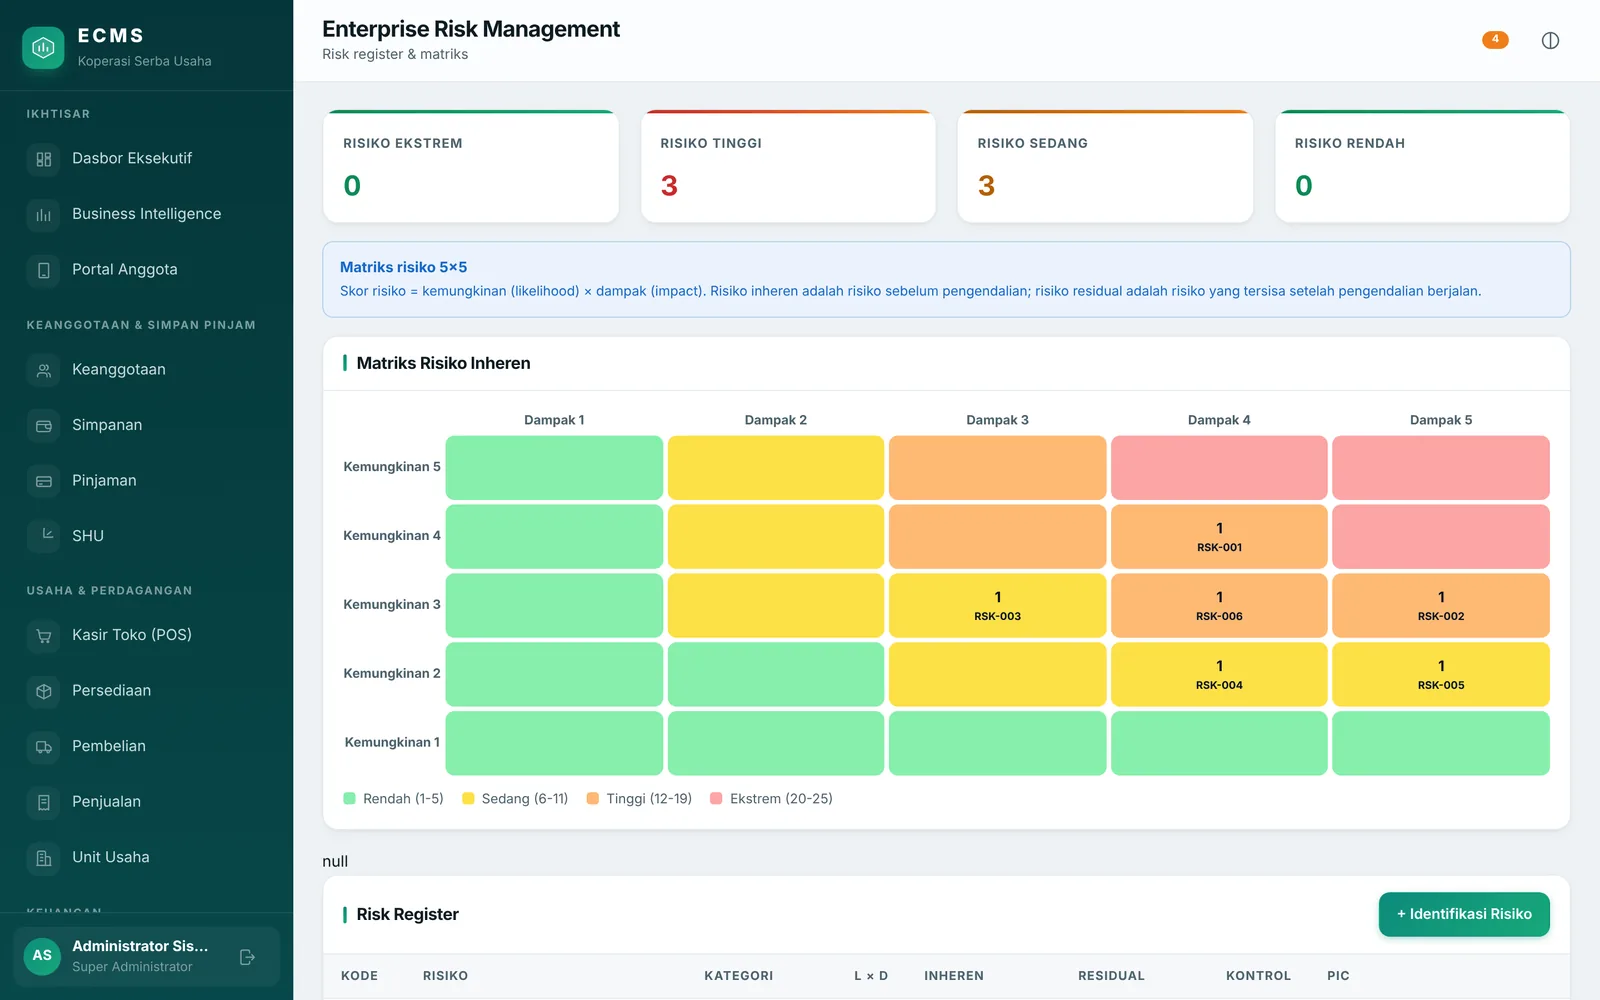 ECMS
Koperasi Serba Usaha
IKHTISAR
Dasbor Eksekutif
Business Intelligence
Portal Anggota
KEANGGOTAAN & SIMPAN PINJAM
Keanggotaan
Simpanan
Pinjaman
SHU
USAHA & PERDAGANGAN
Kasir Toko (POS)
Persediaan
Pembelian
Penjualan
Unit Usaha
KEUANGAN
AS
Administrator Sis...
Super Administrator
Enterprise Risk Management
Risk register & matriks
4
RISIKO EKSTREM
0
RISIKO TINGGI
3
RISIKO SEDANG
3
RISIKO RENDAH
0
Matriks risiko 5×5
Skor risiko = kemungkinan (likelihood) × dampak (impact). Risiko inheren adalah risiko sebelum pengendalian; risiko residual adalah risiko yang tersisa setelah pengendalian berjalan.
Matriks Risiko Inheren
Dampak 1 Dampak 2 Dampak 3 Dampak 4 Dampak 5
Kemungkinan 5
Kemungkinan 4
1
RSK-001
Kemungkinan 3
1 1 1
RSK-003 RSK-006 RSK-002
Kemungkinan 2
1 1
RSK-004 RSK-005
Kemungkinan 1
Rendah (1-5) Sedang (6-11) Tinggi (12-19) Ekstrem (20-25)
null
Risk Register
+ Identifikasi Risiko
KODE RISIKO KATEGORI L × D INHEREN RESIDUAL KONTROL PIC